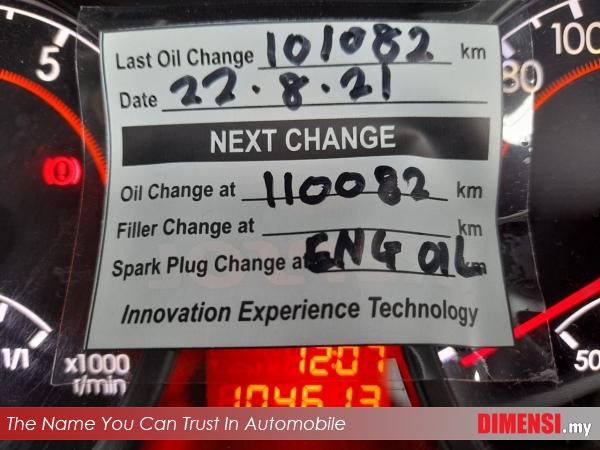 5
100
80
Last Oil Change 101082 km
Date 22.8.21
NEXT CHANGE
Oil Change at 110082 km
Filler Change at km
Spark Plug Change at ENG OIL km
Innovation Experience Technology
1/1
x1000
r/min
50
12:07
104613
The Name You Can Trust In Automobile
DIMENSI.my